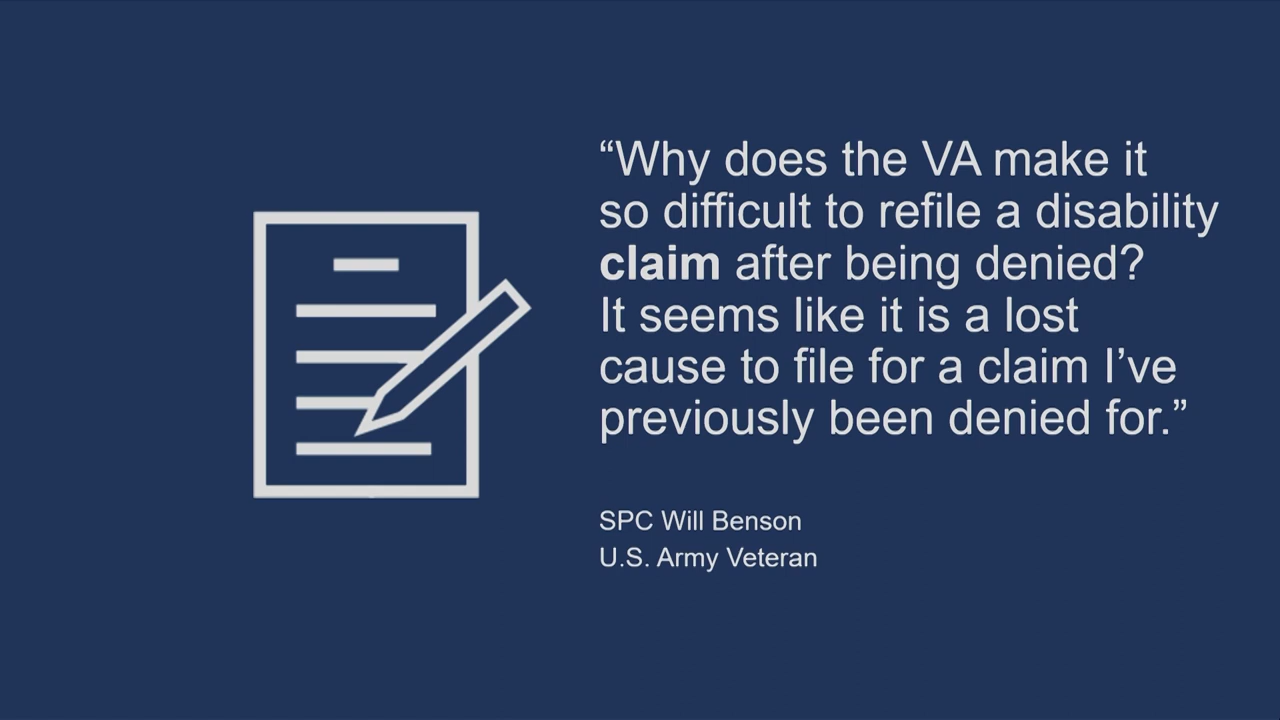 “Why does the VA make it
so difficult to refile a disability
claim after being denied?
It seems like it is a lost
cause to file for a claim I’ve
previously been denied for.”
SPC Will Benson
U.S. Army Veteran